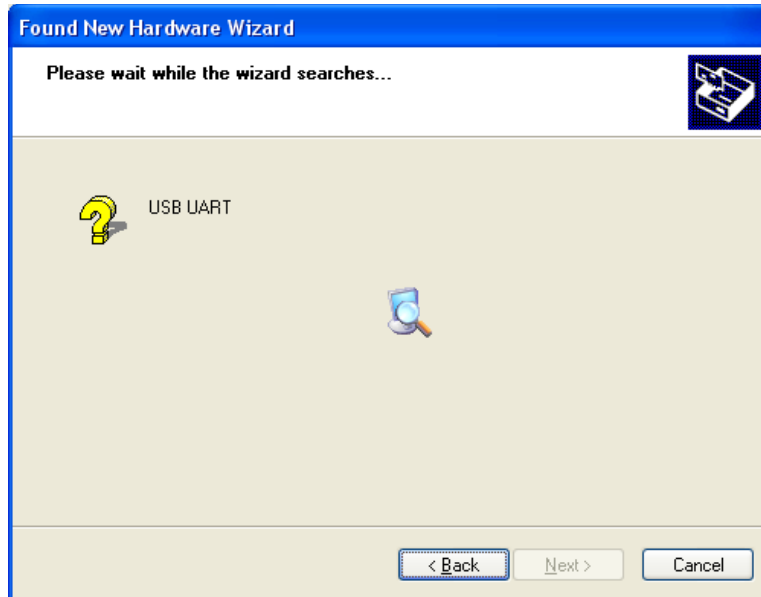 Found New Hardware Wizard
Please wait while the wizard searches...
USB UART
< Back
Next >
Cancel